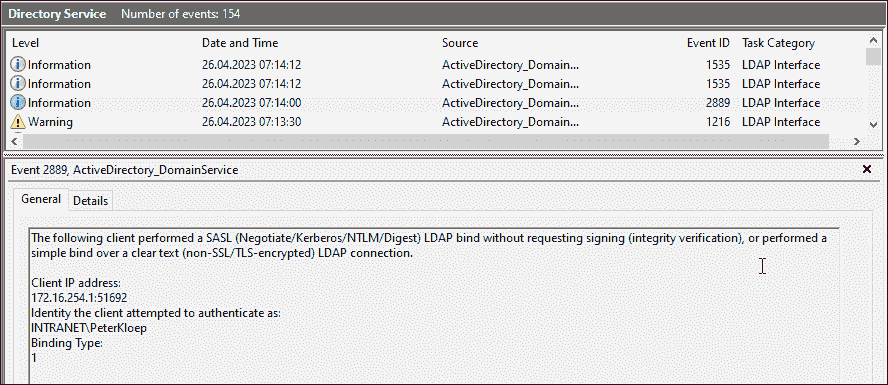 Directory Service Number of events: 154
Level Date and Time Source Event ID Task Category
Information 26.04.2023 07:14:12 ActiveDirectory_Domain... 1535 LDAP Interface
Information 26.04.2023 07:14:12 ActiveDirectory_Domain... 1535 LDAP Interface
Information 26.04.2023 07:14:00 ActiveDirectory_Domain... 2889 LDAP Interface
Warning 26.04.2023 07:13:30 ActiveDirectory_Domain... 1216 LDAP Interface
Event 2889, ActiveDirectory_DomainService
General Details
The following client performed a SASL (Negotiate/Kerberos/NTLM/Digest) LDAP bind without requesting signing (integrity verification), or performed a
simple bind over a clear text (non-SSL/TLS-encrypted) LDAP connection.
Client IP address:
172.16.254.1:51692
Identity the client attempted to authenticate as:
INTRANET\PeterKloep
Binding Type:
1